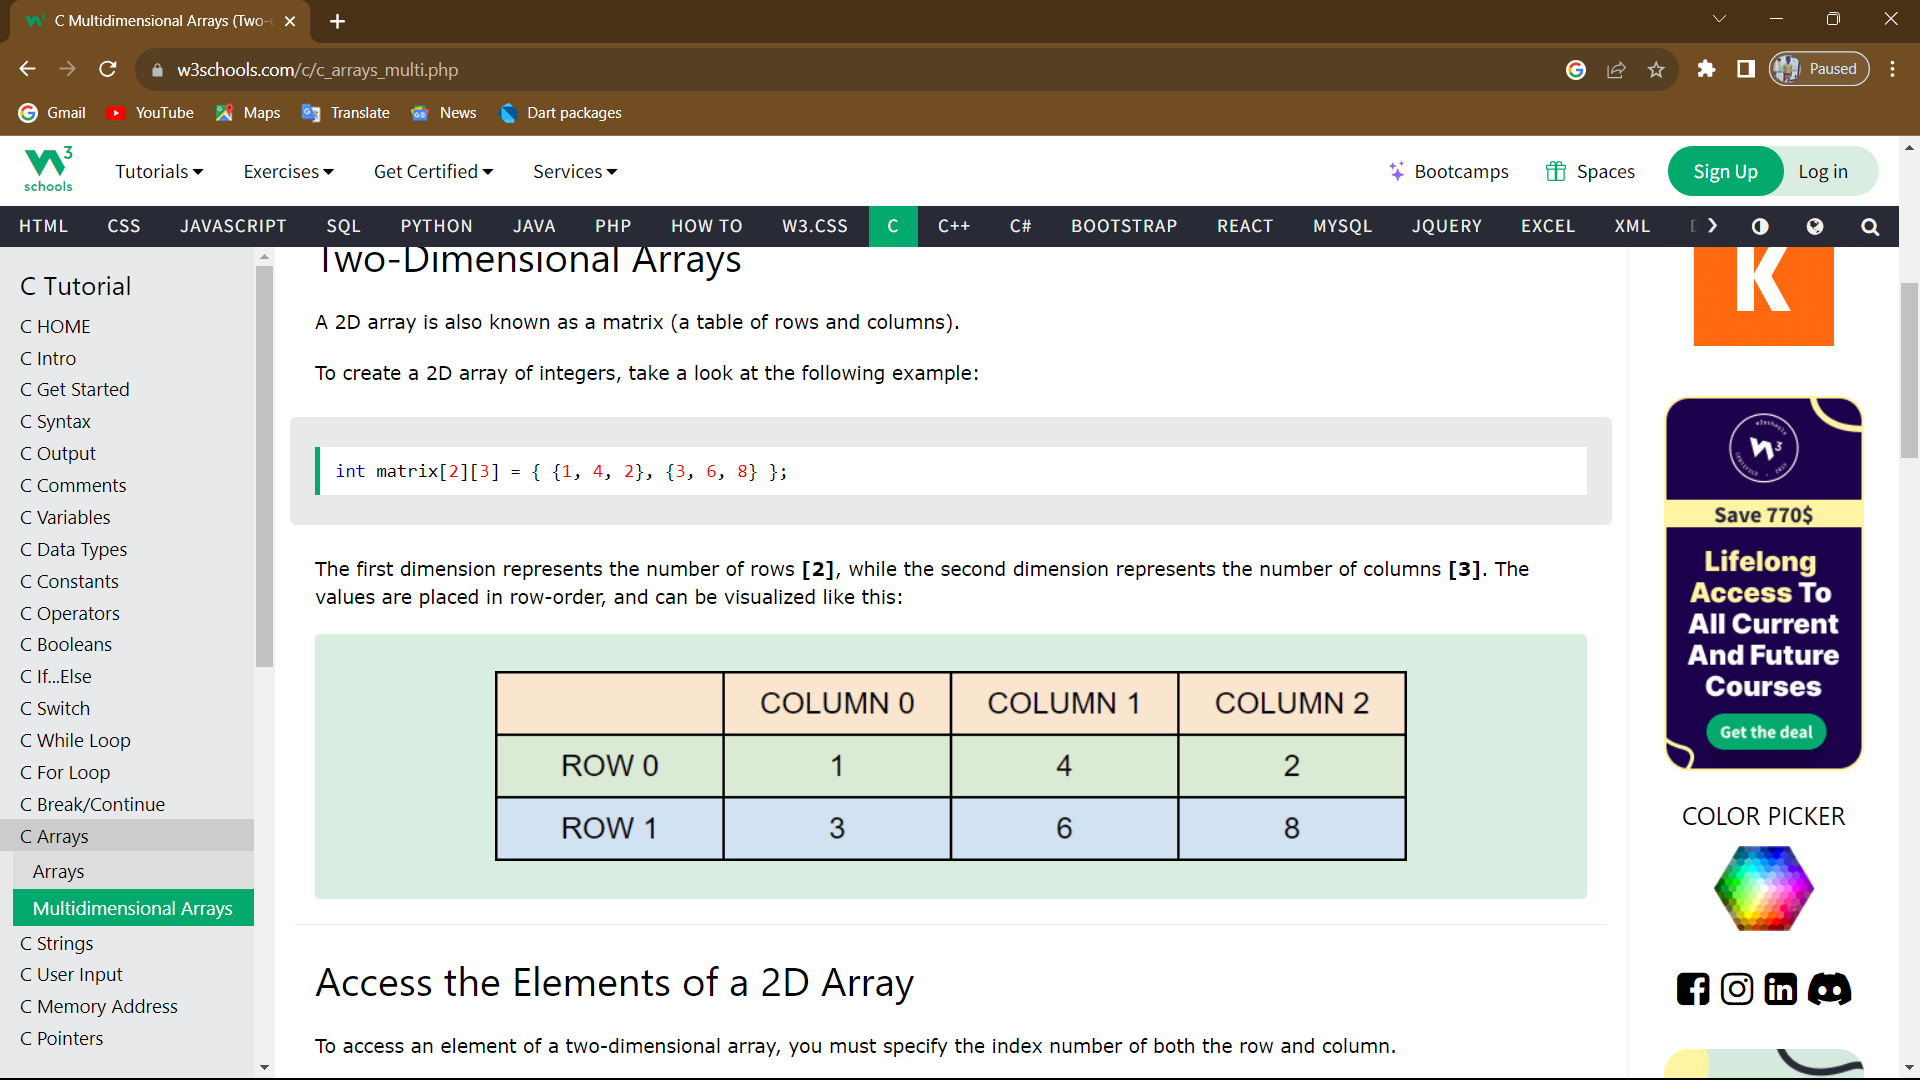 C Multidimensional Arrays (Two-
w3schools.com/c/c_arrays_multi.php
Paused
Gmail
YouTube
Maps
Translate
News
Dart packages
W3 schools
Tutorials
Exercises
Get Certified
Services
Bootcamps
Spaces
Sign Up
Log in
HTML
CSS
JAVASCRIPT
SQL
PYTHON
JAVA
PHP
HOW TO
W3.CSS
C
C++
C#
BOOTSTRAP
REACT
MYSQL
JQUERY
EXCEL
XML
C Tutorial
C HOME
C Intro
C Get Started
C Syntax
C Output
C Comments
C Variables
C Data Types
C Constants
C Operators
C Booleans
C If...Else
C Switch
C While Loop
C For Loop
C Break/Continue
C Arrays
Arrays
Multidimensional Arrays
C Strings
C User Input
C Memory Address
C Pointers
Two-Dimensional Arrays
A 2D array is also known as a matrix (a table of rows and columns).
To create a 2D array of integers, take a look at the following example:
int matrix[2][3] = { {1, 4, 2}, {3, 6, 8} };
The first dimension represents the number of rows [2], while the second dimension represents the number of columns [3]. The
values are placed in row-order, and can be visualized like this:
COLUMN 0 COLUMN 1 COLUMN 2
ROW 0 1 4 2
ROW 1 3 6 8
Access the Elements of a 2D Array
To access an element of a two-dimensional array, you must specify the index number of both the row and column.
K
Save 770$
Lifelong
Access To
All Current
And Future
Courses
Get the deal
COLOR PICKER